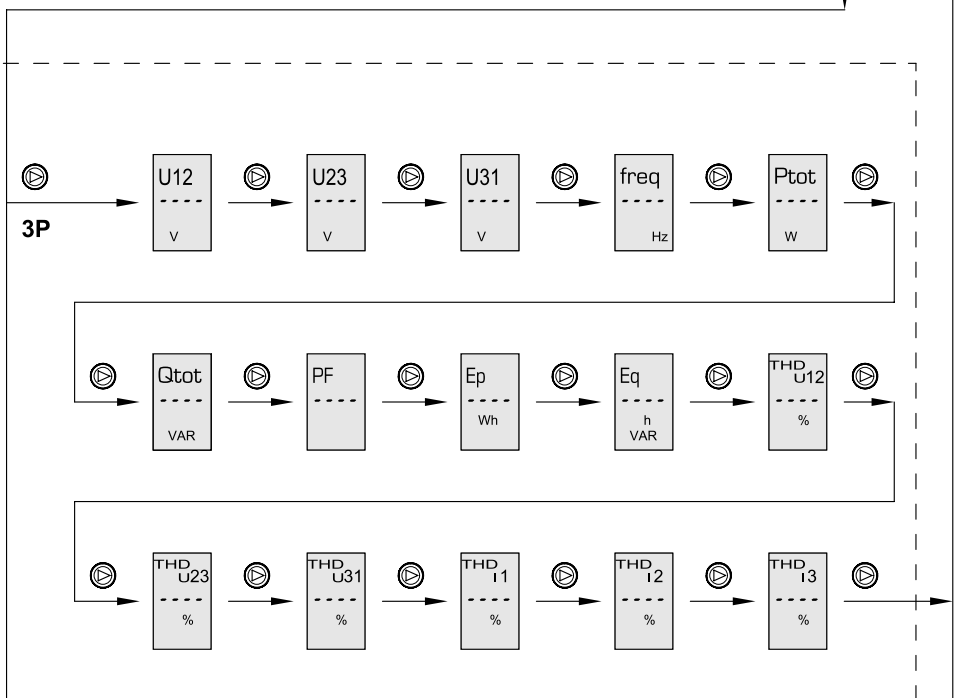 U12 U23 U31 freq Ptot
---- ---- ---- ---- ----
V V V Hz W
3P
Qtot PF Ep Eq THD U12
---- ---- ---- ---- ----
VAR Wh h VAR %
THD U23 THD U31 THD I1 THD I2 THD I3
---- ---- ---- ---- ----
% % % % %